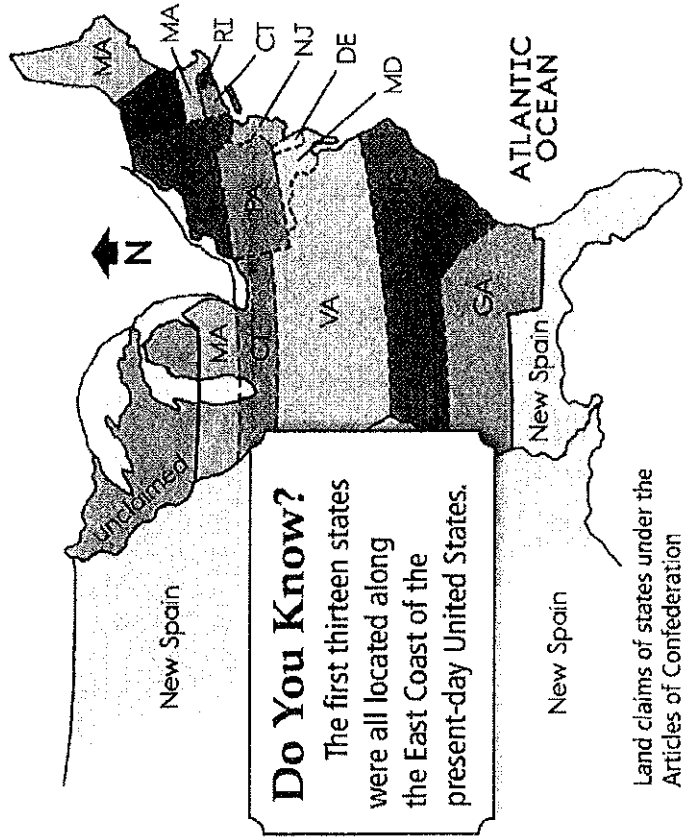 MA
MA
RI
CT
NJ
DE
MD
N
PA
MA
VA
GA
unclaimed
New Spain
New Spain
New Spain
ATLANTIC
OCEAN
Do You Know?
The first thirteen states
were all located along
the East Coast of the
present-day United States.
Land claims of states under the
Articles of Confederation